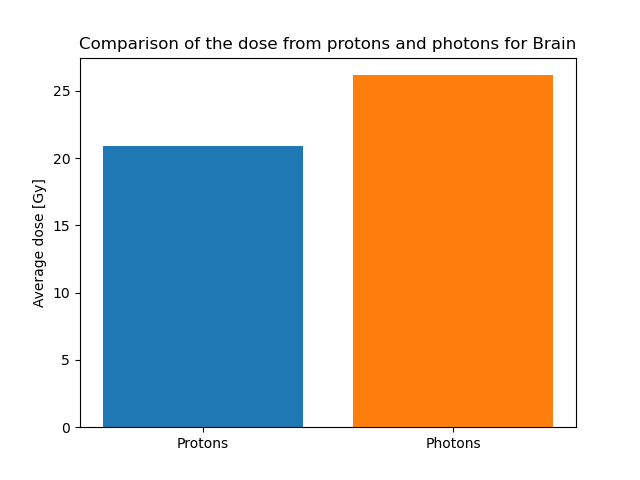 Comparison of the dose from protons and photons for Brain
Average dose [Gy]
25
20
15
10
5
0
Protons
Photons